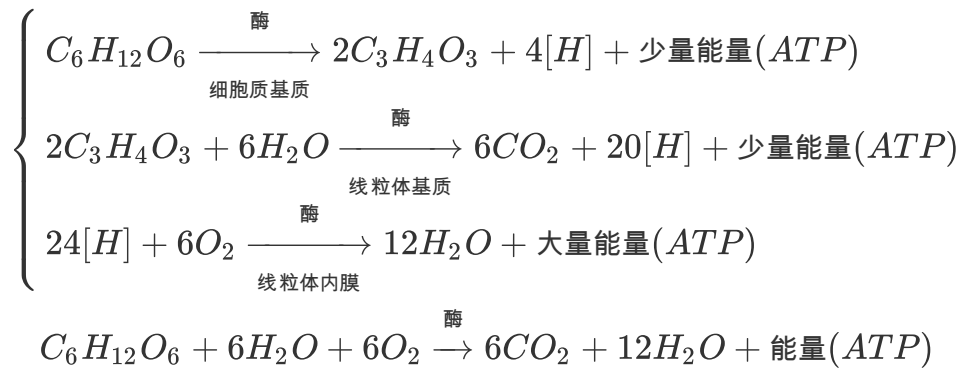 酶
C₆H₁₂O₆ ⟶ 2C₃H₄O₃ + 4[H] + 少量能量(ATP)
细胞质基质
酶
2C₃H₄O₃ + 6H₂O ⟶ 6CO₂ + 20[H] + 少量能量(ATP)
线粒体基质
酶
24[H] + 6O₂ ⟶ 12H₂O + 大量能量(ATP)
线粒体内膜
酶
C₆H₁₂O₆ + 6H₂O + 6O₂ → 6CO₂ + 12H₂O + 能量(ATP)